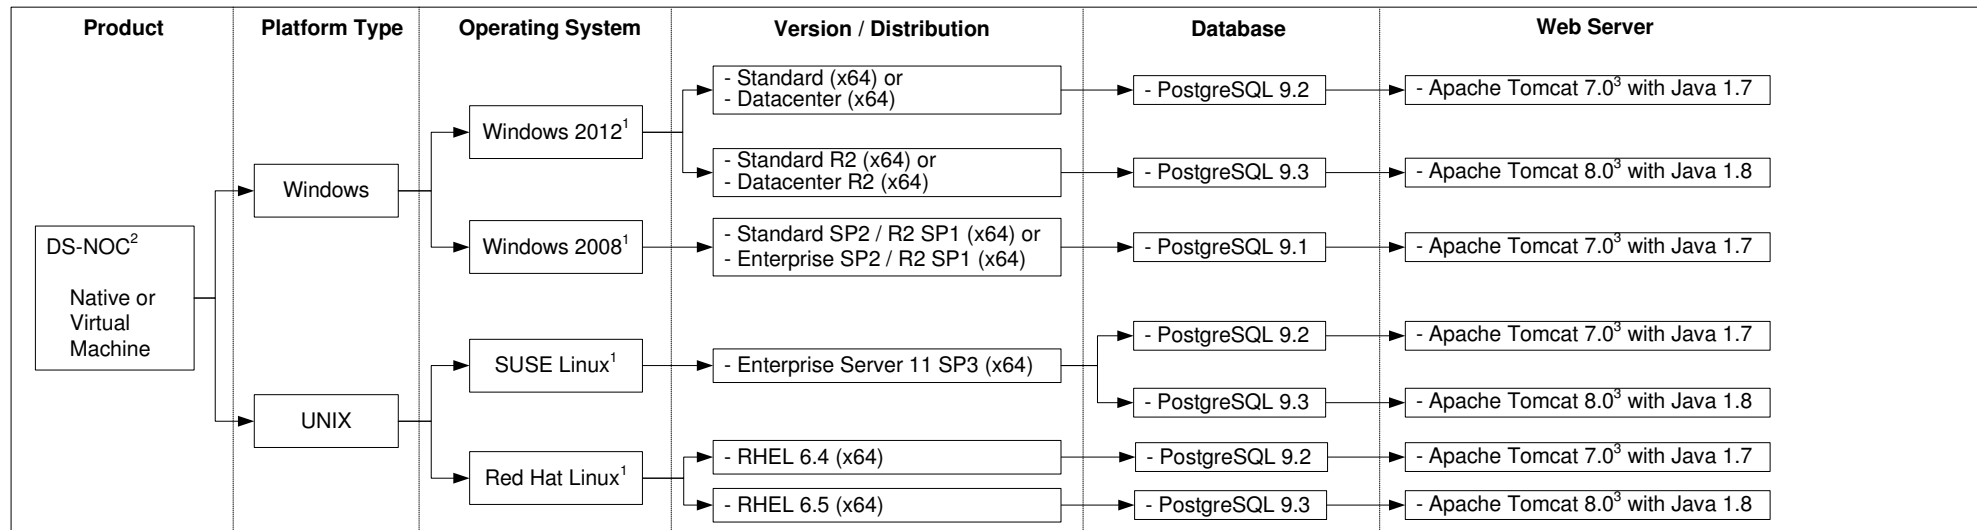 Product
Platform Type
Operating System
Version / Distribution
Database
Web Server
DS-NOC²
Native or
Virtual
Machine
Windows
UNIX
Windows 2012¹
Windows 2008¹
SUSE Linux¹
Red Hat Linux¹
- Standard (x64) or
- Datacenter (x64)
- Standard R2 (x64) or
- Datacenter R2 (x64)
- Standard SP2 / R2 SP1 (x64) or
- Enterprise SP2 / R2 SP1 (x64)
- Enterprise Server 11 SP3 (x64)
- RHEL 6.4 (x64)
- RHEL 6.5 (x64)
- PostgreSQL 9.2
- PostgreSQL 9.3
- PostgreSQL 9.1
- PostgreSQL 9.2
- PostgreSQL 9.3
- PostgreSQL 9.2
- PostgreSQL 9.3
- Apache Tomcat 7.0³ with Java 1.7
- Apache Tomcat 8.0³ with Java 1.8
- Apache Tomcat 7.0³ with Java 1.7
- Apache Tomcat 7.0³ with Java 1.7
- Apache Tomcat 8.0³ with Java 1.8
- Apache Tomcat 7.0³ with Java 1.7
- Apache Tomcat 8.0³ with Java 1.8